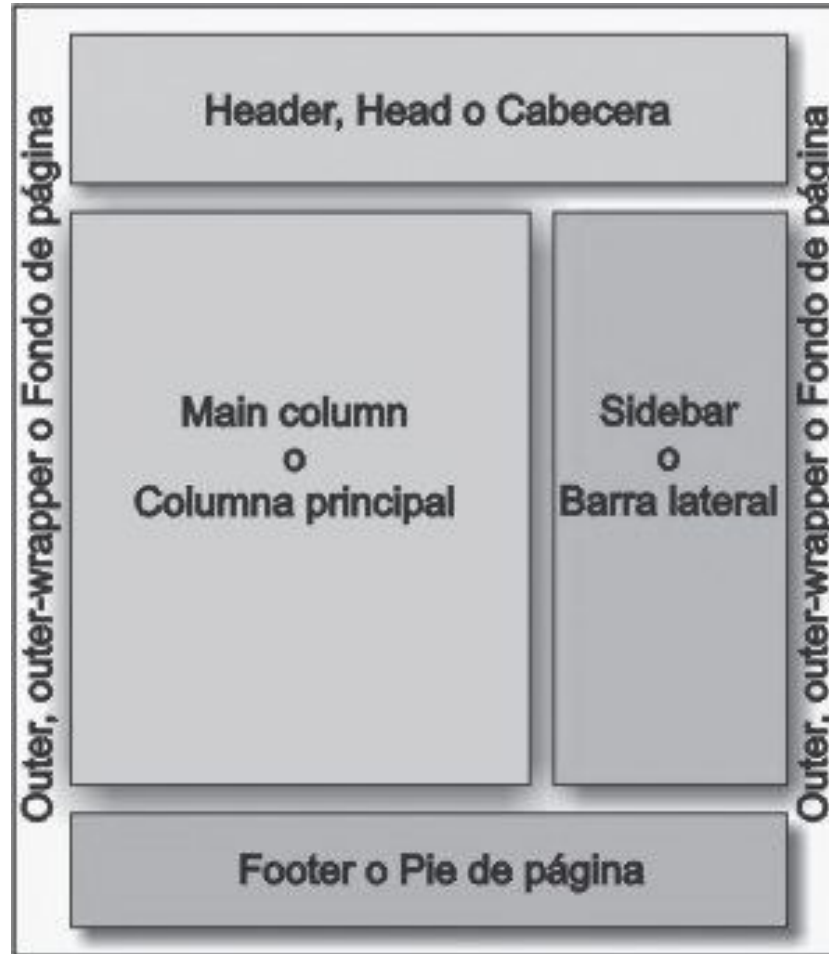 Header, Head o Cabecera
Outer, outer-wrapper o Fondo de página
Main column
o
Columna principal
Sidebar
o
Barra lateral
Outer, outer-wrapper o Fondo de página
Footer o Pie de página